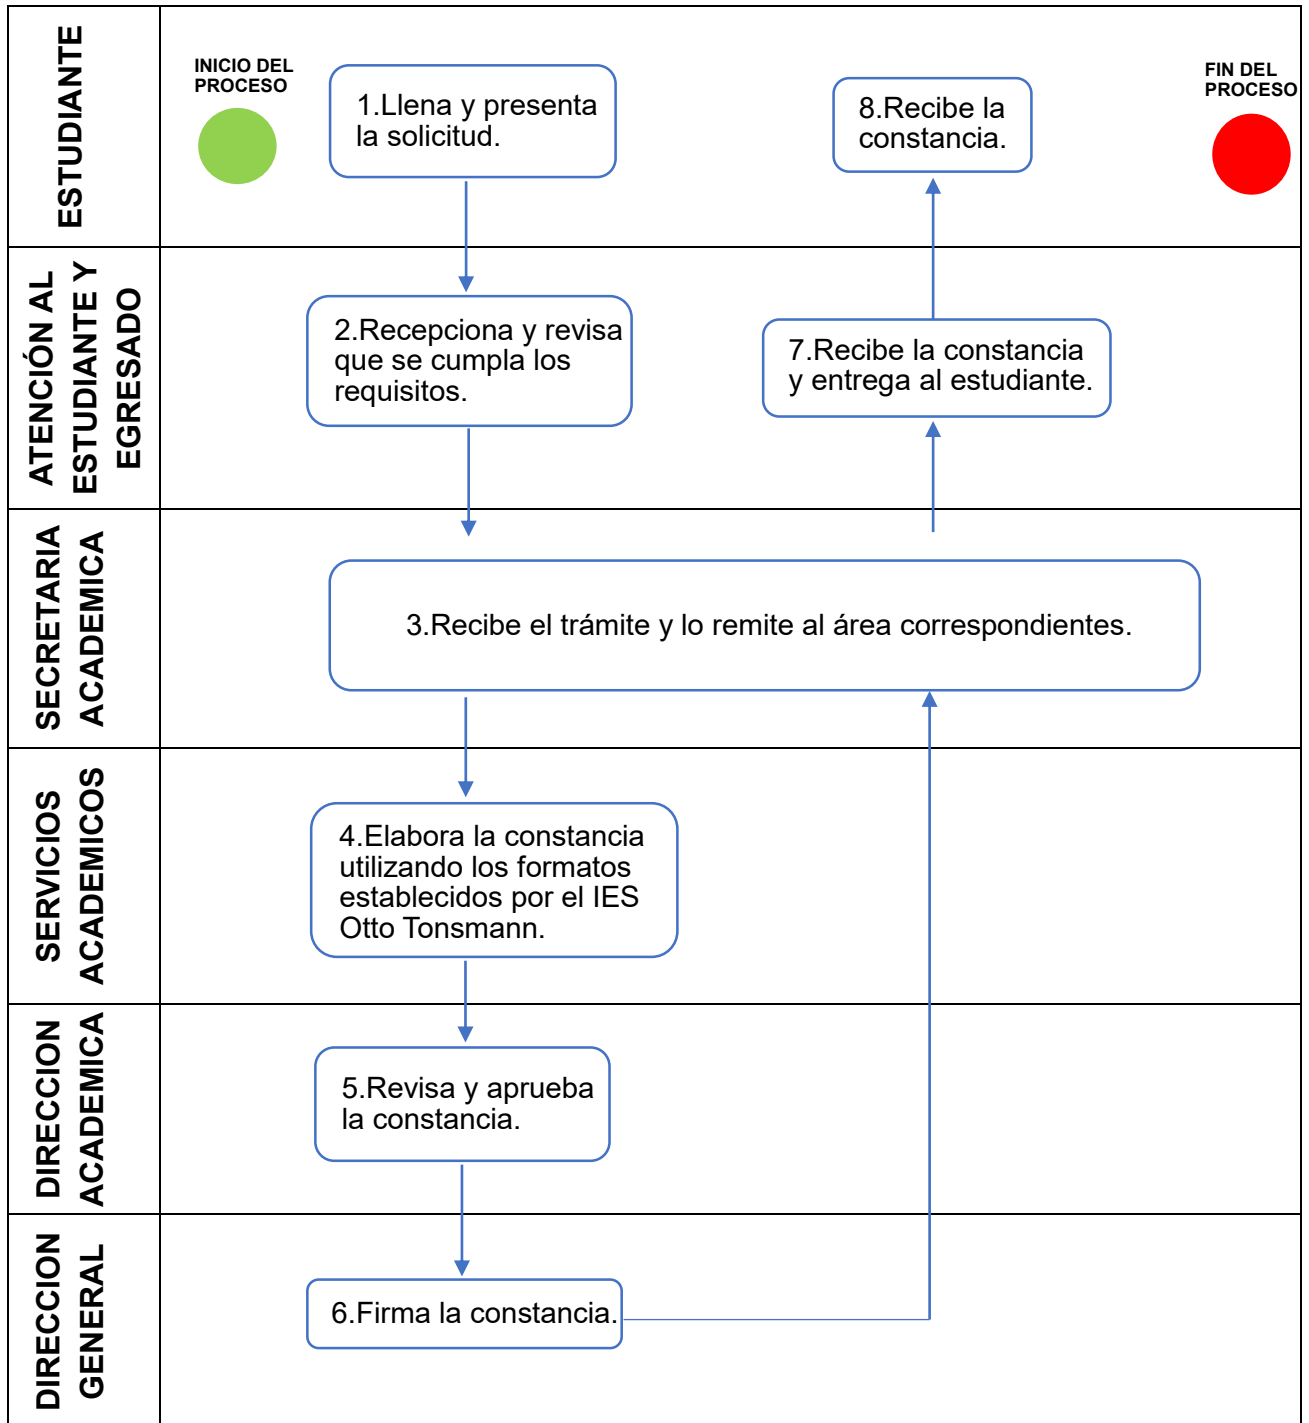 ESTUDIANTE
INICIO DEL
PROCESO
1.Llena y presenta
la solicitud.
8.Recibe la
constancia.
FIN DEL
PROCESO
ATENCIÓN AL
ESTUDIANTE Y
EGRESADO
2.Recepciona y revisa
que se cumpla los
requisitos.
7.Recibe la constancia
y entrega al estudiante.
SECRETARIA
ACADEMICA
3.Recibe el trámite y lo remite al área correspondientes.
SERVICIOS
ACADEMICOS
4.Elabora la constancia
utilizando los formatos
establecidos por el IES
Otto Tonsmann.
DIRECCION
ACADEMICA
5.Revisa y aprueba
la constancia.
DIRECCION
GENERAL
6.Firma la constancia.